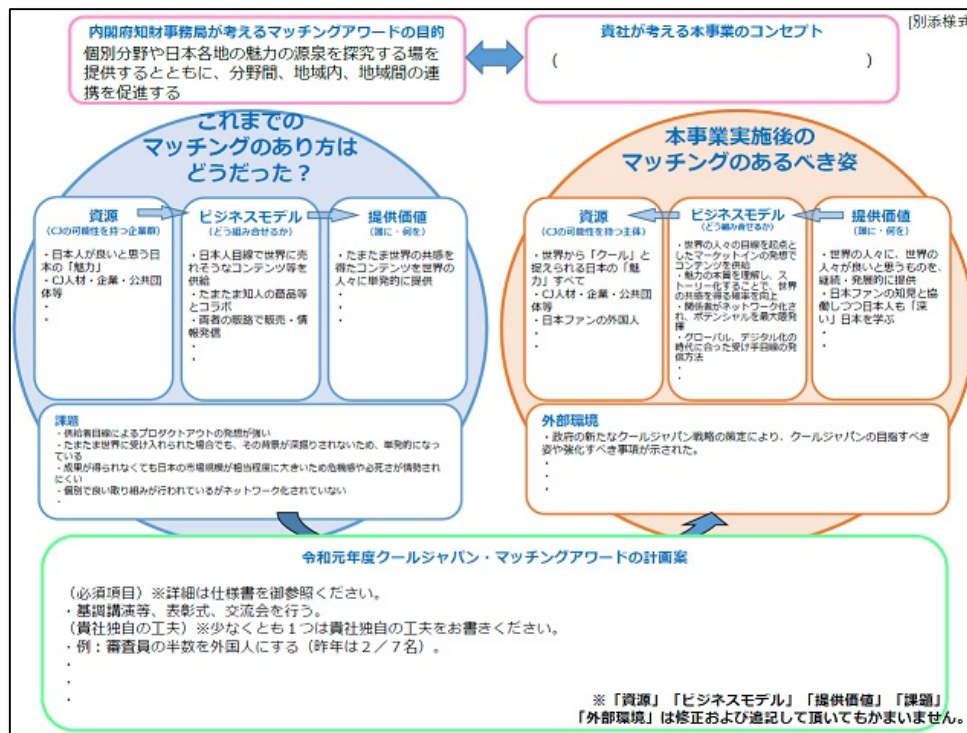 [別添様式
内閣府知財事務局が考えるマッチングアワードの目的
個別分野や日本各地の魅力の源泉を探究する場を
提供するとともに、分野間、地域内、地域間の連
携を促進する
貴社が考える本事業のコンセプト
( )
これまでの
マッチングのあり方は
どうだった？
資源
(CJの可能性を持つ企業群)
・日本人が良いと思う日
本の「魅力」
・CJ人材・企業・公共団
体等
・
・
ビジネスモデル
(どう組み合せるか)
・日本人目線で世界に売
れそうなコンテンツ等を
供給
・たまたま知人の商品等
とコラボ
・両者の販路で販売・情
報発信
・
・
提供価値
(誰に・何を)
・たまたま世界の共感を
得たコンテンツを世界の
人々に単発的に提供
・
・
・
課題
・供給者目線によるプロダクトアウトの発想が強い
・たまたま世界に受け入れられた場合でも、その背景が深掘りされないため、単発的になっ
ている
・成果が得られなくても日本の市場規模が相当程度に大きいため危機感や必死さが情勢され
にくい
・個別で良い取り組みが行われているがネットワーク化されていない
・
本事業実施後の
マッチングのあるべき姿
資源
(CJの可能性を持つ主体)
・世界から「クール」と
捉えられる日本の「魅
力」すべて
・CJ人材・企業・公共団
体等
・日本ファンの外国人
・
・
ビジネスモデル
(どう組み合せるか)
・世界の人々の目線を起点と
したマーケットインの発想で
コンテンツを供給
・魅力の本質を理解し、ス
トーリー化することで、世界
の共感を得る確率を向上
・関係者がネットワーク化さ
れ、ポテンシャルを最大限発
揮
・グローバル、デジタル化の
時代に合った受け手目線の発
信方法
・
・
提供価値
(誰に・何を)
・世界の人々に、世界の
人々が良いと思うものを、
継続・発展的に提供
・日本ファンの知見と協
働しつつ日本人も「深
い」日本を学ぶ
・
・
外部環境
・政府の新たなクールジャパン戦略の策定により、クールジャパンの目指すべき
姿や強化すべき事項が示された。
・
・
・
令和元年度クールジャパン・マッチングアワードの計画案
（必須項目）※詳細は仕様書を御参照ください。
・基調講演等、表彰式、交流会を行う。
（貴社独自の工夫）※少なくとも１つは貴社独自の工夫をお書きください。
・例：審査員の半数を外国人にする（昨年は２／７名）。
・
・
・
※「資源」「ビジネスモデル」「提供価値」「課題」
「外部環境」は修正および追記して頂いてもかまいません。